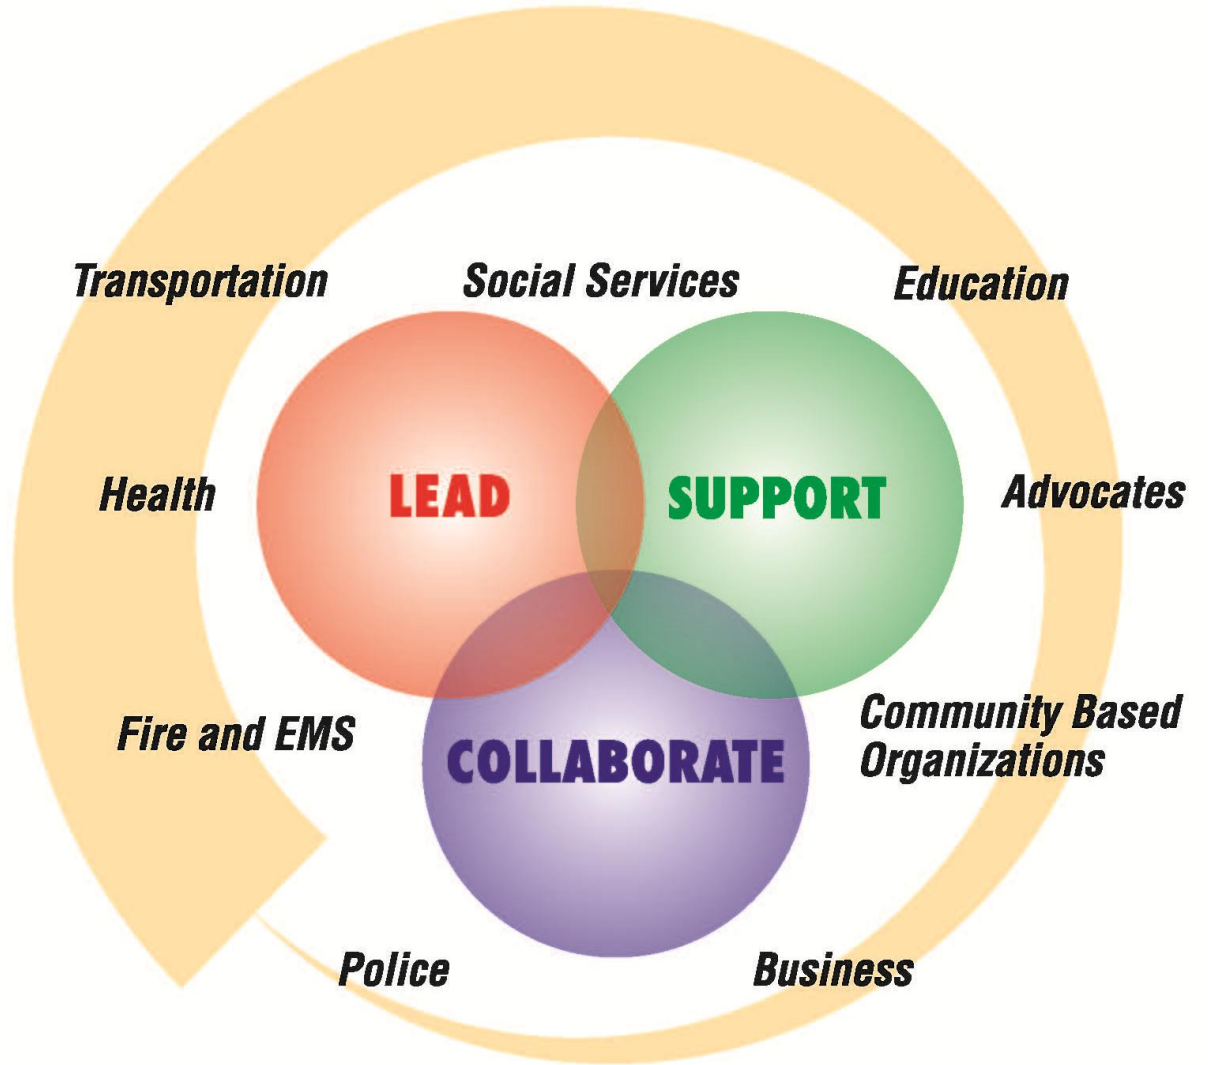 Transportation
Social Services
Education
Health
LEAD
SUPPORT
Advocates
Fire and EMS
COLLABORATE
Community Based
Organizations
Police
Business